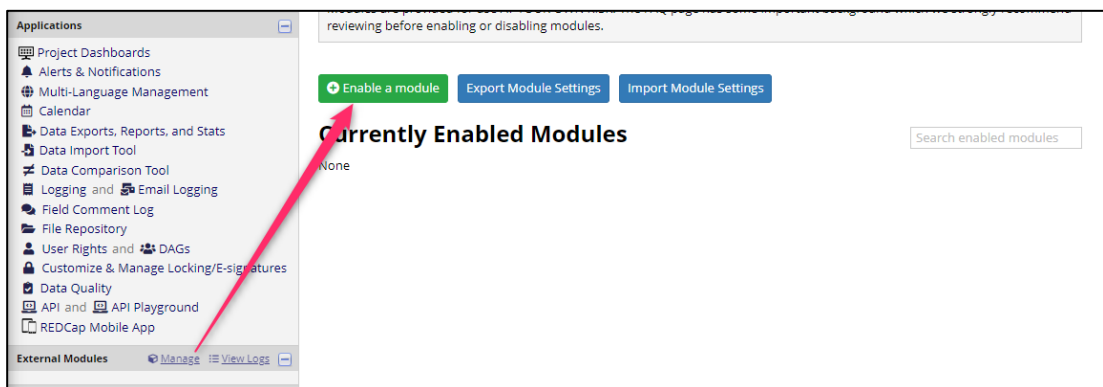 Applications
Project Dashboards
Alerts & Notifications
Multi-Language Management
Calendar
Data Exports, Reports, and Stats
Data Import Tool
Data Comparison Tool
Logging and Email Logging
Field Comment Log
File Repository
User Rights and DAGs
Customize & Manage Locking/E-signatures
Data Quality
API and API Playground
REDCap Mobile App
External Modules Manage View Logs
reviewing before enabling or disabling modules.
Enable a module Export Module Settings Import Module Settings
Currently Enabled Modules Search enabled modules
None